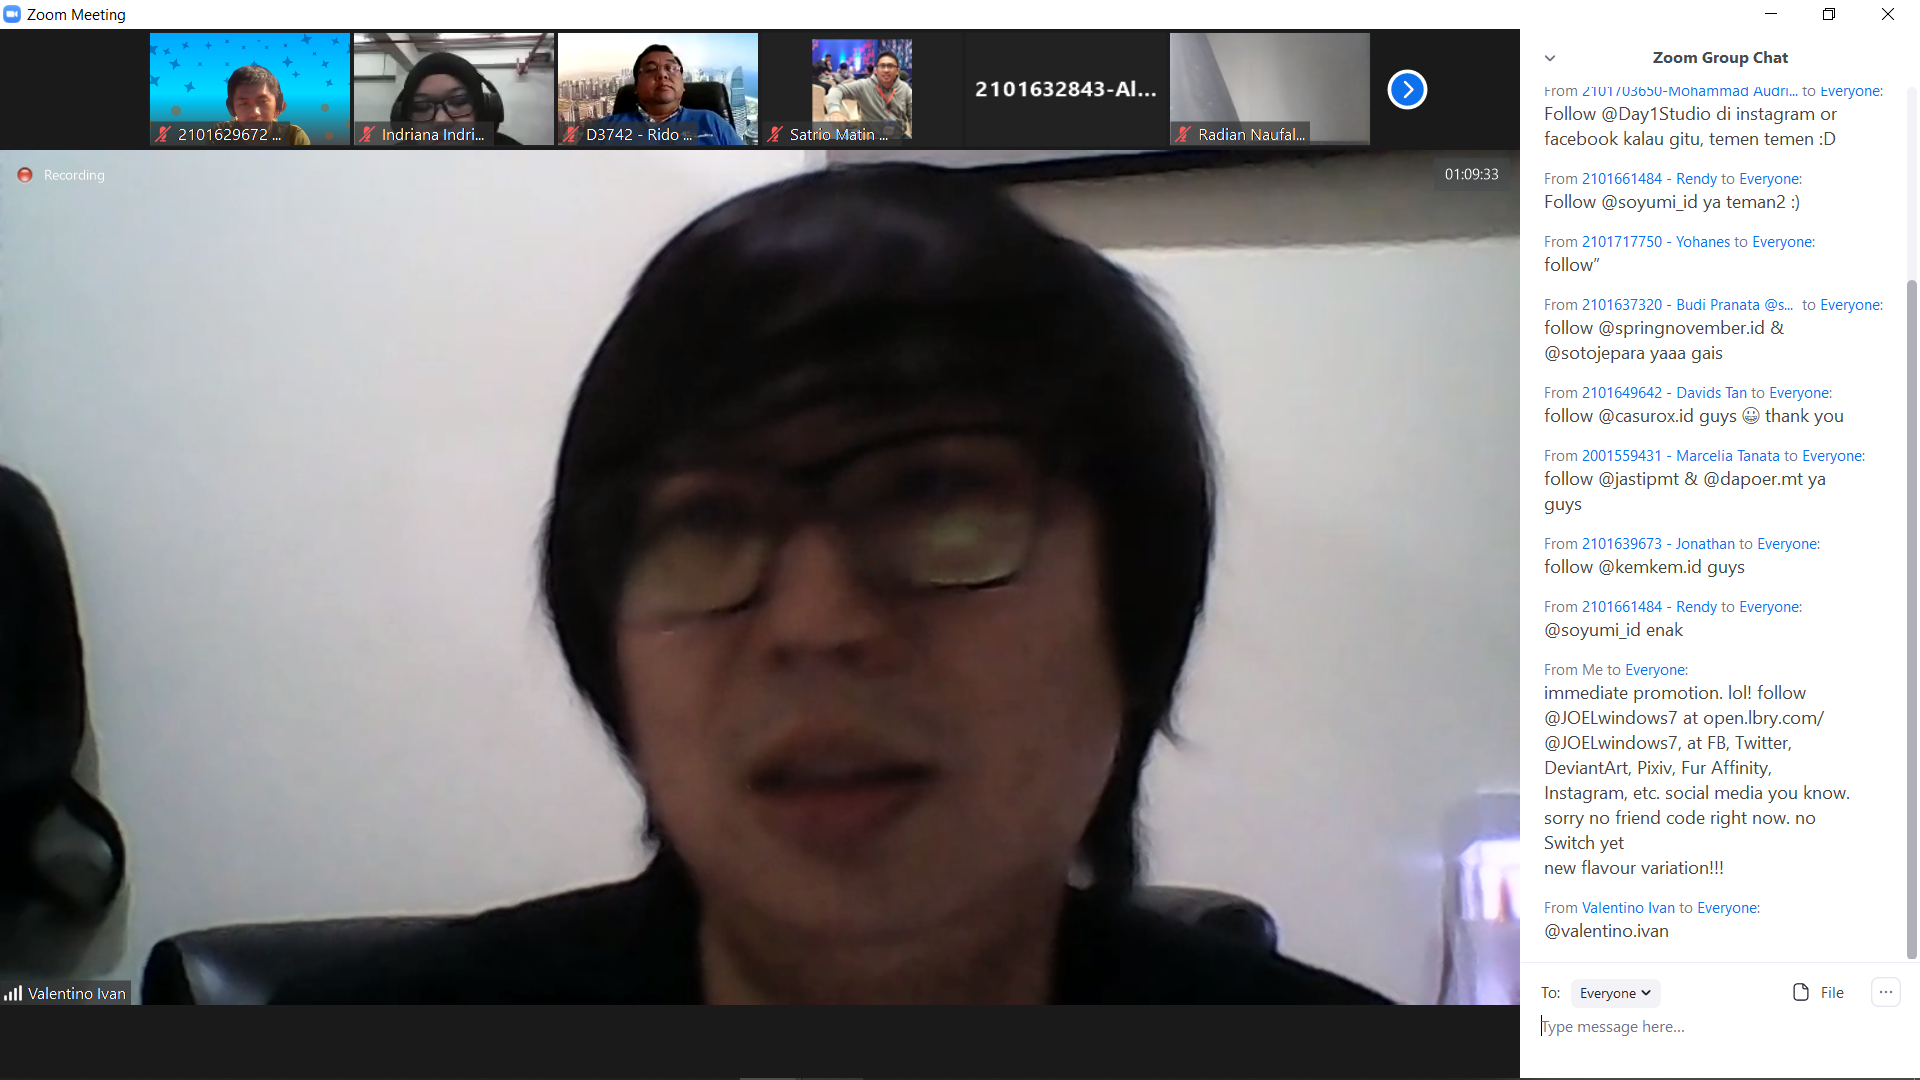 Zoom Meeting
2101629672 ...
Indriana Indri...
D3742 - Rido ...
Satrio Matin ...
2101632843-Al...
Radian Naufal...
Recording
01:09:33
Valentino Ivan
Zoom Group Chat
From 2101703650-Mohammad Audri... to Everyone:
Follow @Day1Studio di instagram or
facebook kalau gitu, temen temen :D
From 2101661484 - Rendy to Everyone:
Follow @soyumi_id ya teman2 :)
From 2101717750 - Yohanes to Everyone:
follow”
From 2101637320 - Budi Pranata @s... to Everyone:
follow @springnovember.id &
@sotojepara yaaa gais
From 2101649642 - Davids Tan to Everyone:
follow @casurox.id guys 😀 thank you
From 2001559431 - Marcelia Tanata to Everyone:
follow @jastipmt & @dapoer.mt ya
guys
From 2101639673 - Jonathan to Everyone:
follow @kemkem.id guys
From 2101661484 - Rendy to Everyone:
@soyumi_id enak
From Me to Everyone:
immediate promotion. lol! follow
@JOELwindows7 at open.lbry.com/
@JOELwindows7, at FB, Twitter,
DeviantArt, Pixiv, Fur Affinity,
Instagram, etc. social media you know.
sorry no friend code right now. no
Switch yet
new flavour variation!!!
From Valentino Ivan to Everyone:
@valentino.ivan
To: Everyone File
Type message here...